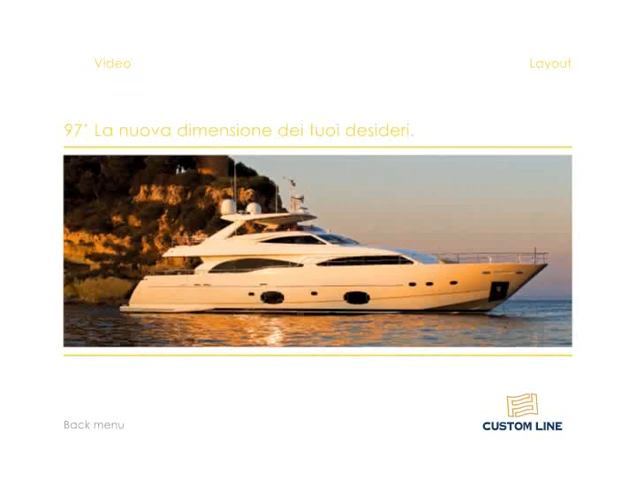 Video
Layout
97' La nuova dimensione dei tuoi desideri.
Back menu
CUSTOM LINE